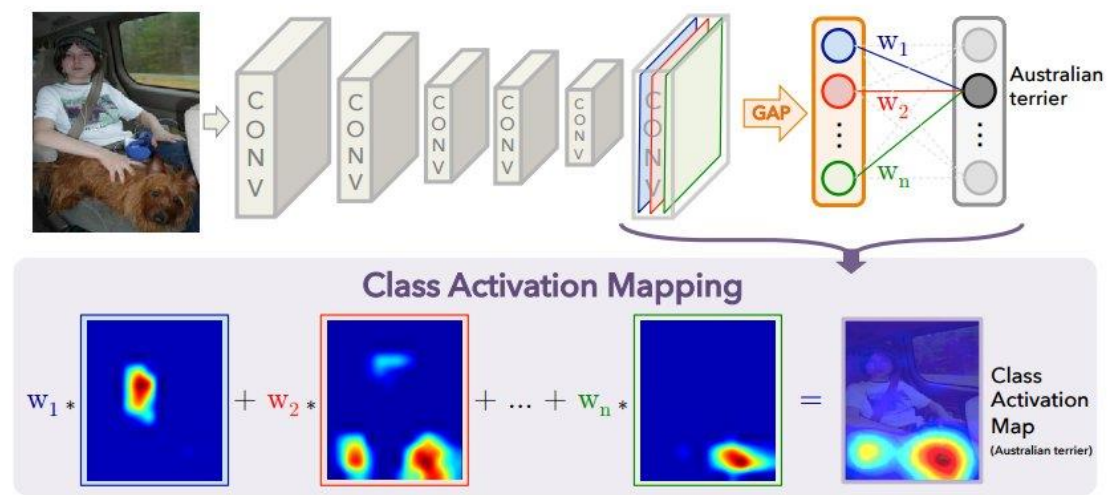 CONV
CONV
CONV
CONV
CONV
CONV
GAP
w1
w2
wn
Australian
terrier
Class Activation Mapping
w1 * + w2 * + ... + wn * =
Class
Activation
Map
(Australian terrier)